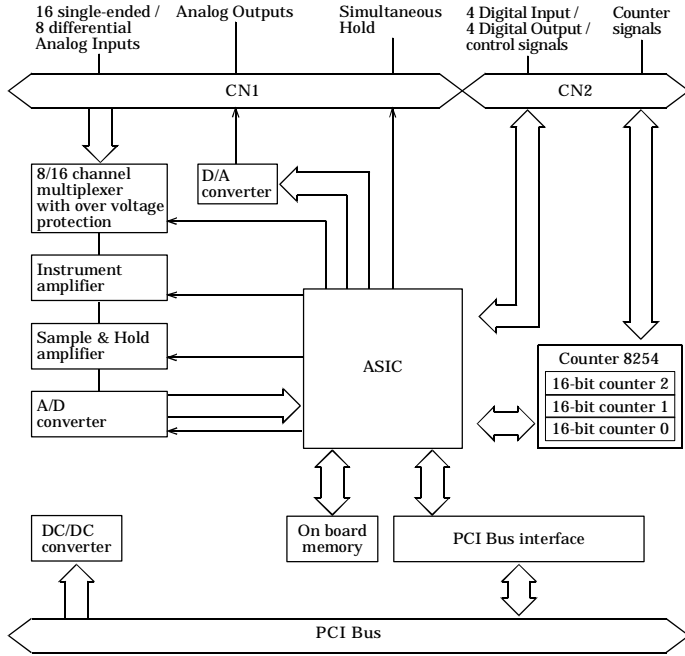 16 single-ended /
8 differential
Analog Inputs
Analog Outputs
Simultaneous
Hold
4 Digital Input /
4 Digital Output /
control signals
Counter
signals
CN1
CN2
8/16 channel
multiplexer
with over voltage
protection
D/A
converter
Instrument
amplifier
Sample & Hold
amplifier
A/D
converter
ASIC
Counter 8254
16-bit counter 2
16-bit counter 1
16-bit counter 0
DC/DC
converter
On board
memory
PCI Bus interface
PCI Bus